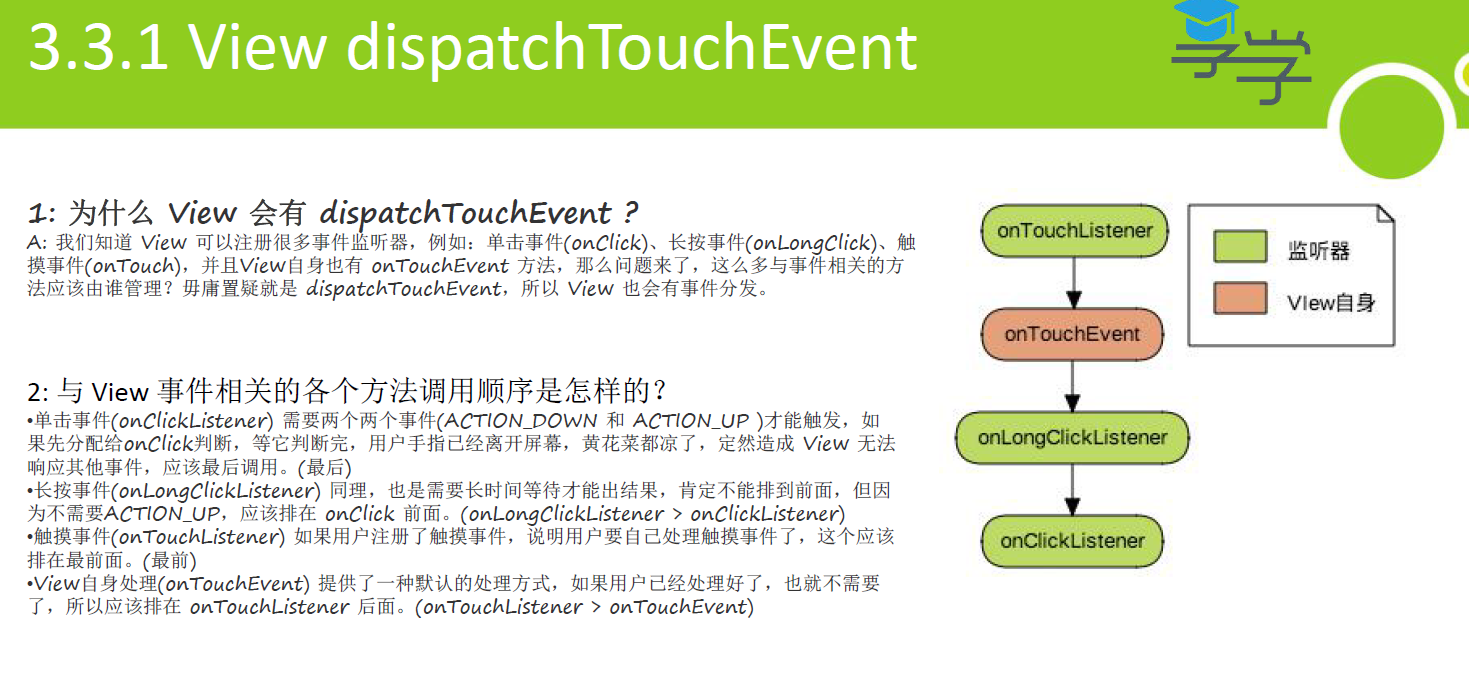 3.3.1 View dispatchTouchEvent
享学
1: 为什么 View 会有 dispatchTouchEvent ?
A: 我们知道 View 可以注册很多事件监听器，例如：单击事件(onClick)、长按事件(onLongClick)、触
摸事件(onTouch)，并且View自身也有 onTouchEvent 方法，那么问题来了，这么多与事件相关的方
法应该由谁管理？毋庸置疑就是 dispatchTouchEvent，所以 View 也会有事件分发。
2: 与 View 事件相关的各个方法调用顺序是怎样的？
•单击事件(onClickListener) 需要两个两个事件(ACTION_DOWN 和 ACTION_UP )才能触发，如
果先分配给onClick判断，等它判断完，用户手指已经离开屏幕，黄花菜都凉了，定然造成 View 无法
响应其他事件，应该最后调用。(最后)
•长按事件(onLongClickListener) 同理，也是需要长时间等待才能出结果，肯定不能排到前面，但因
为不需要ACTION_UP，应该排在 onClick 前面。(onLongClickListener > onClickListener)
•触摸事件(onTouchListener) 如果用户注册了触摸事件，说明用户要自己处理触摸事件了，这个应该
排在最前面。(最前)
•View自身处理(onTouchEvent) 提供了一种默认的处理方式，如果用户已经处理好了，也就不需要
了，所以应该排在 onTouchListener 后面。(onTouchListener > onTouchEvent)
onTouchListener
onTouchEvent
onLongClickListener
onClickListener
监听器
VIew自身